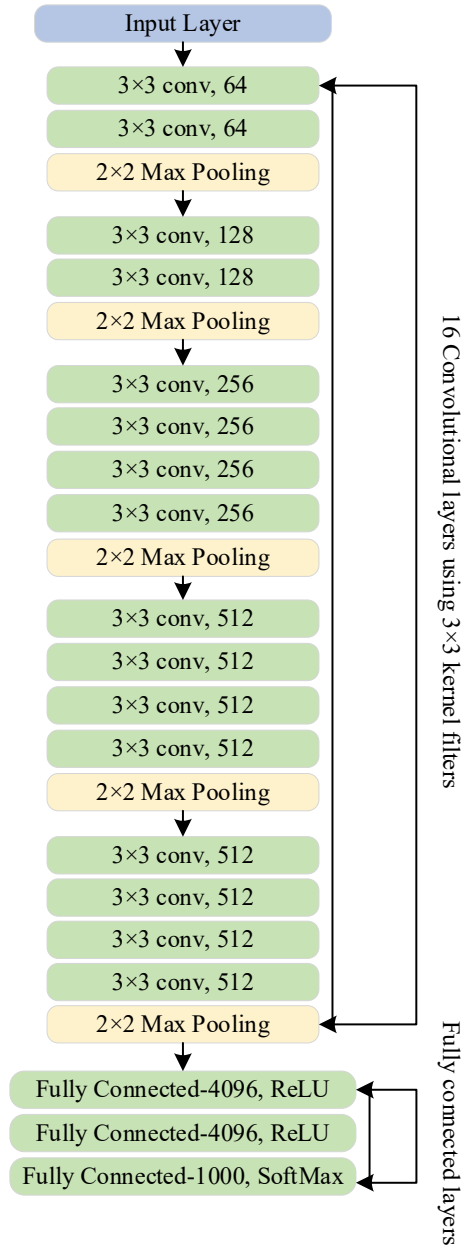 Input Layer
3×3 conv, 64
3×3 conv, 64
2×2 Max Pooling
3×3 conv, 128
3×3 conv, 128
2×2 Max Pooling
3×3 conv, 256
3×3 conv, 256
3×3 conv, 256
3×3 conv, 256
2×2 Max Pooling
3×3 conv, 512
3×3 conv, 512
3×3 conv, 512
3×3 conv, 512
2×2 Max Pooling
3×3 conv, 512
3×3 conv, 512
3×3 conv, 512
3×3 conv, 512
2×2 Max Pooling
16 Convolutional layers using 3×3 kernel filters
Fully Connected-4096, ReLU
Fully Connected-4096, ReLU
Fully Connected-1000, SoftMax
Fully connected layers